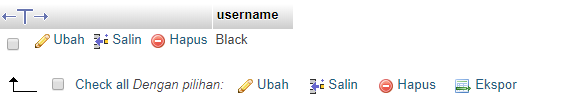 username
Ubah Salin Hapus Black
Check all Dengan pilihan: Ubah Salin Hapus Ekspor